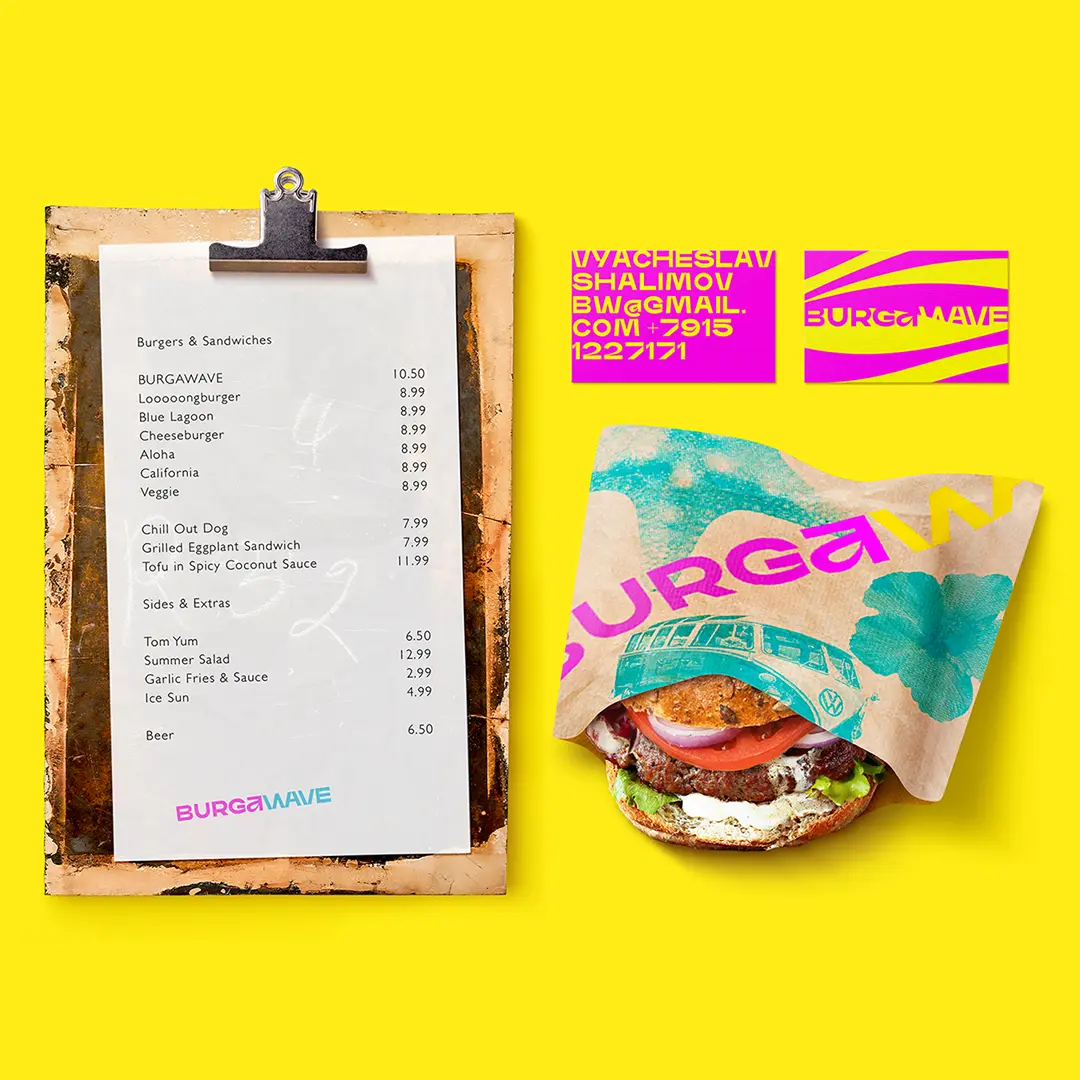 Burgers & Sandwiches
BURGAWAVE 10.50
Looooongburger 8.99
Blue Lagoon 8.99
Cheeseburger 8.99
Aloha 8.99
California 8.99
Veggie 8.99
Chill Out Dog 7.99
Grilled Eggplant Sandwich 7.99
Tofu in Spicy Coconut Sauce 11.99
Sides & Extras
Tom Yum 6.50
Summer Salad 12.99
Garlic Fries & Sauce 2.99
Ice Sun 4.99
Beer 6.50
BURGaWAVE
VYACHESLAV
SHALIMOV
BW@GMAIL.
COM +7915
1227171
BURGaWAVE
BURGaW
VW